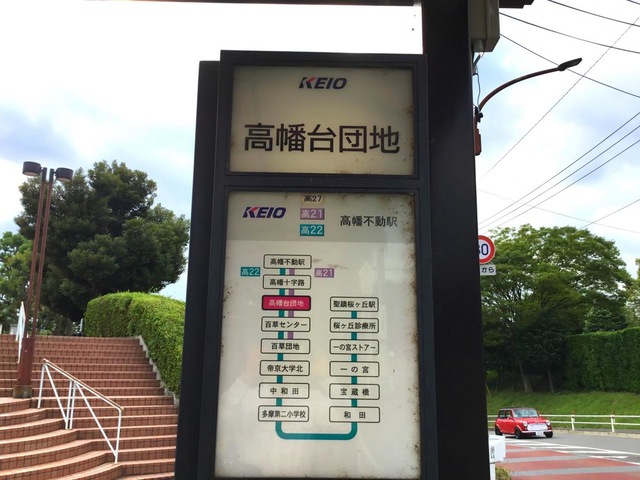 KEIO
高幡台団地
高27
KEIO
高21
高22
高幡不動駅
高幡不動駅
高22
高21
高幡十字路
高幡台団地
百草センター
百草団地
帝京大学北
中和田
多摩第二小学校
聖蹟桜ヶ丘駅
桜ヶ丘診療所
一の宮ストアー
一の宮
宝蔵橋
和田
から